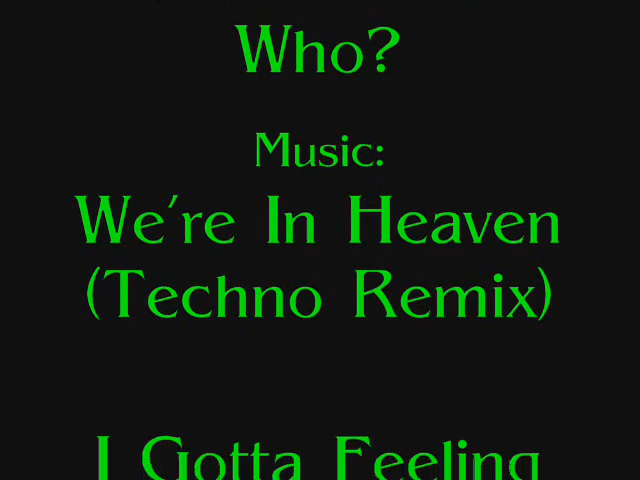 Who?
Music:
We're In Heaven
(Techno Remix)
I Gotta Feeling